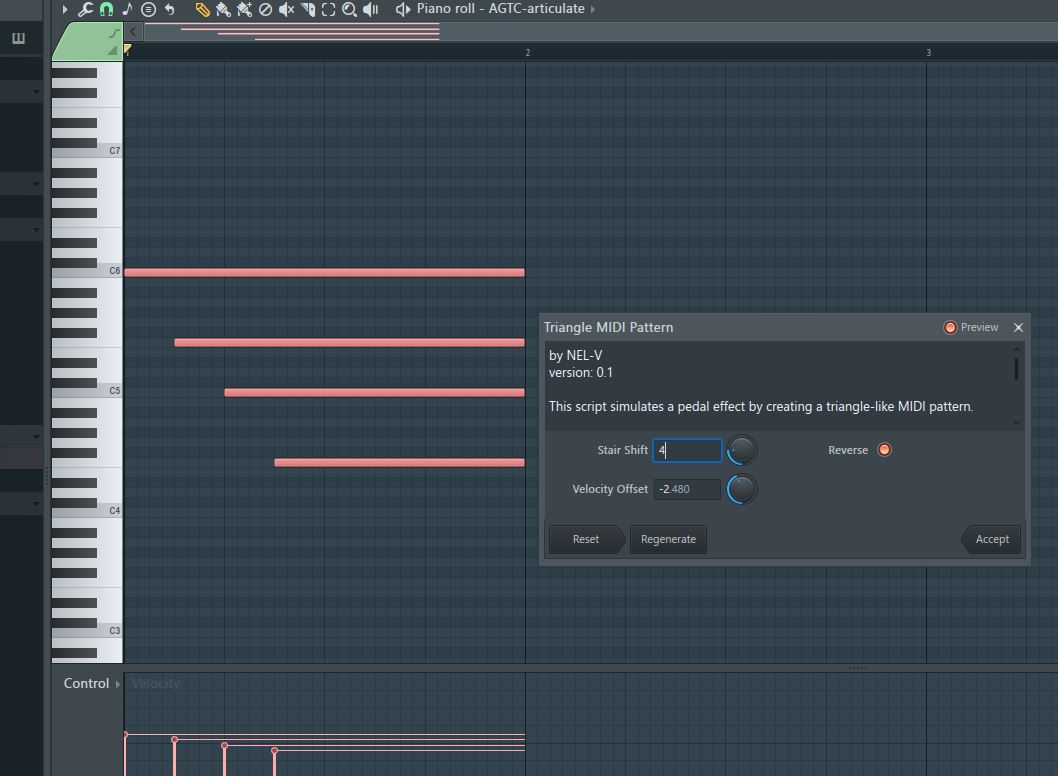 Piano roll - AGTC-articulate
1
2
3
C7
C6
C5
C4
C3
Triangle MIDI Pattern
Preview
by NEL-V
version: 0.1
This script simulates a pedal effect by creating a triangle-like MIDI pattern.
Stair Shift
4
Reverse
Velocity Offset
-2.480
Reset
Regenerate
Accept
Control
Velocity